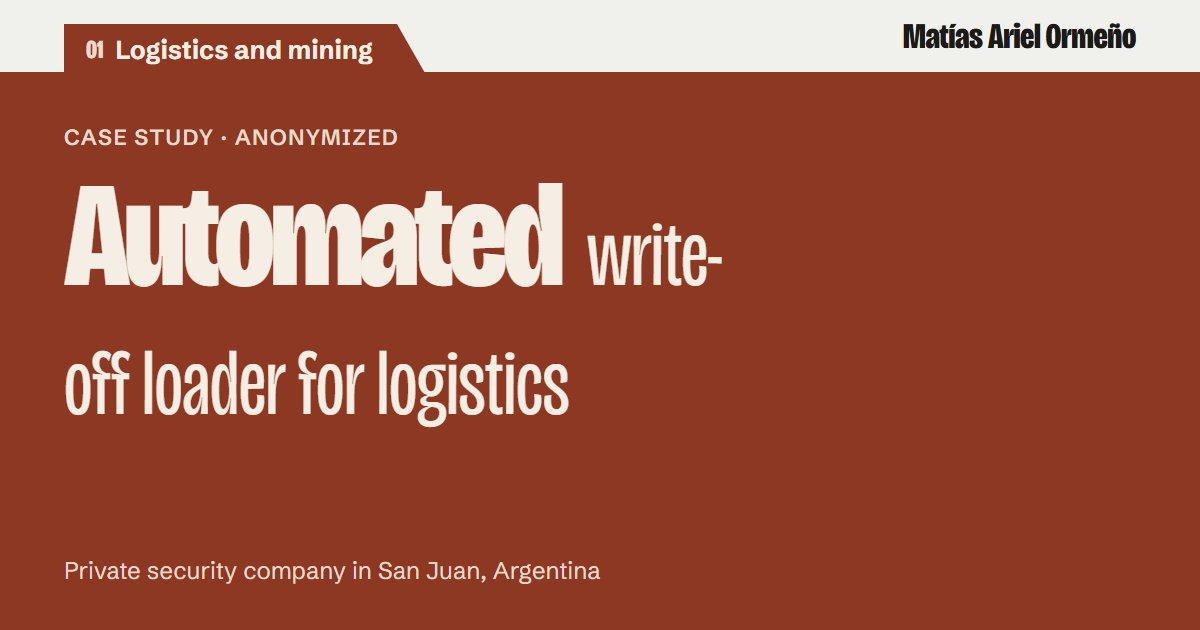 01 Logistics and mining
Matías Ariel Ormeño
CASE STUDY · ANONYMIZED
Automated write-
off loader for logistics
Private security company in San Juan, Argentina